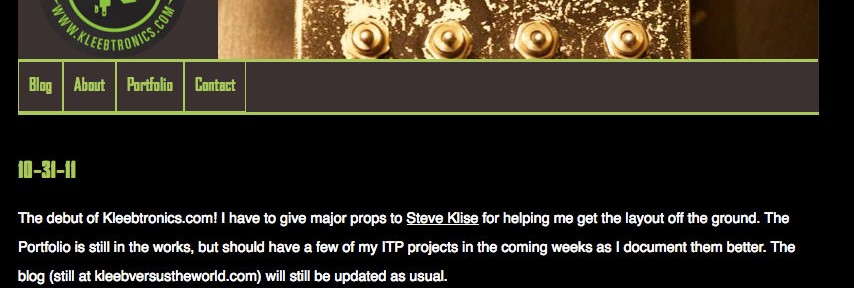 WWW.KLEEBTRONICS.COM
Blog About Portfolio Contact
10-31-11
The debut of Kleebtronics.com! I have to give major props to Steve Klise for helping me get the layout off the ground. The
Portfolio is still in the works, but should have a few of my ITP projects in the coming weeks as I document them better. The
blog (still at kleebversustheworld.com) will still be updated as usual.